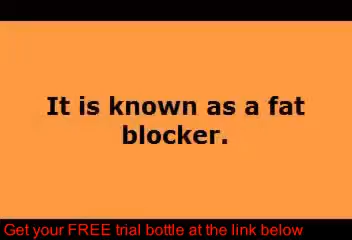 It is known as a fat
blocker.
Get your FREE trial bottle at the link below